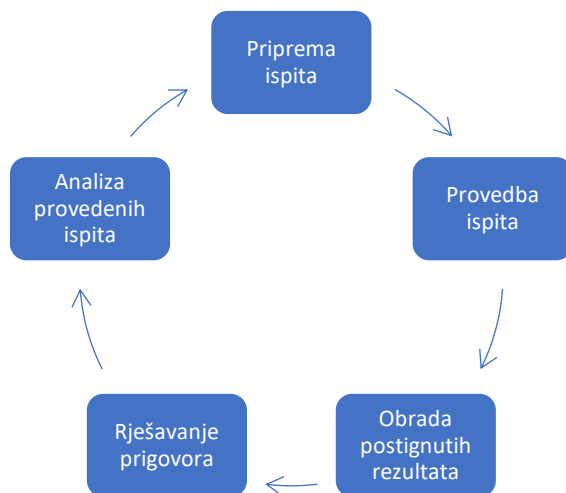 Priprema
ispita
Provedba
ispita
Obrada
postignutih
rezultata
Rješavanje
prigovora
Analiza
provedenih
ispita